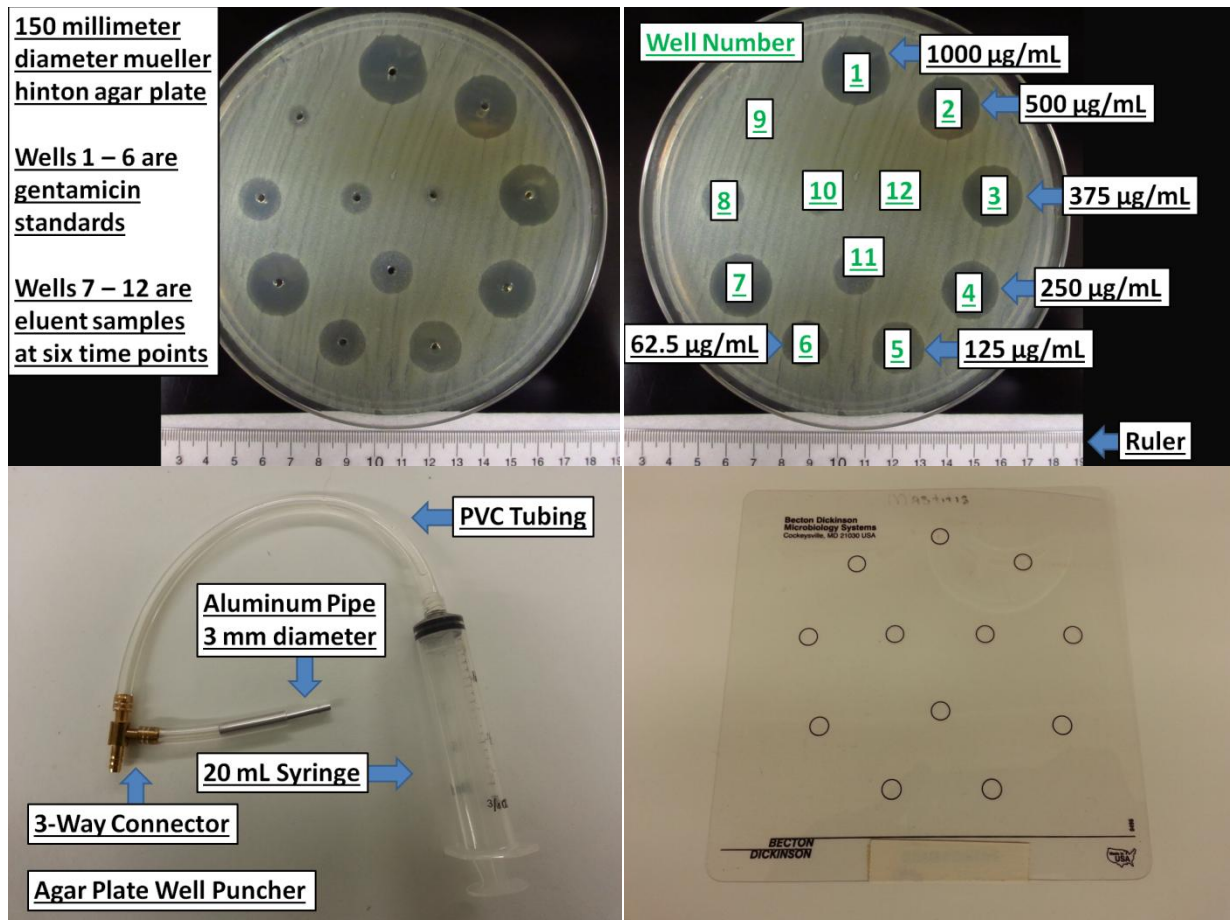 150 millimeter
diameter mueller
hinton agar plate
Wells 1 – 6 are
gentamicin
standards
Wells 7 – 12 are
eluent samples
at six time points
3 4 5 6 7 8 9 10 11 12 13 14 15 16 17 18 19
Well Number
1
1000 µg/mL
2
500 µg/mL
9
8
10
12
3
375 µg/mL
11
7
4
250 µg/mL
62.5 µg/mL
6
5
125 µg/mL
3 4 5 6 7 8 9 10 11 12 13 14 15 16 17 18 19
Ruler
PVC Tubing
Aluminum Pipe
3 mm diameter
20 mL Syringe
3-Way Connector
Agar Plate Well Puncher
Becton Dickinson
Microbiology Systems
Cockeysville, MD 21030 USA
BECTON
DICKINSON
Made in
USA